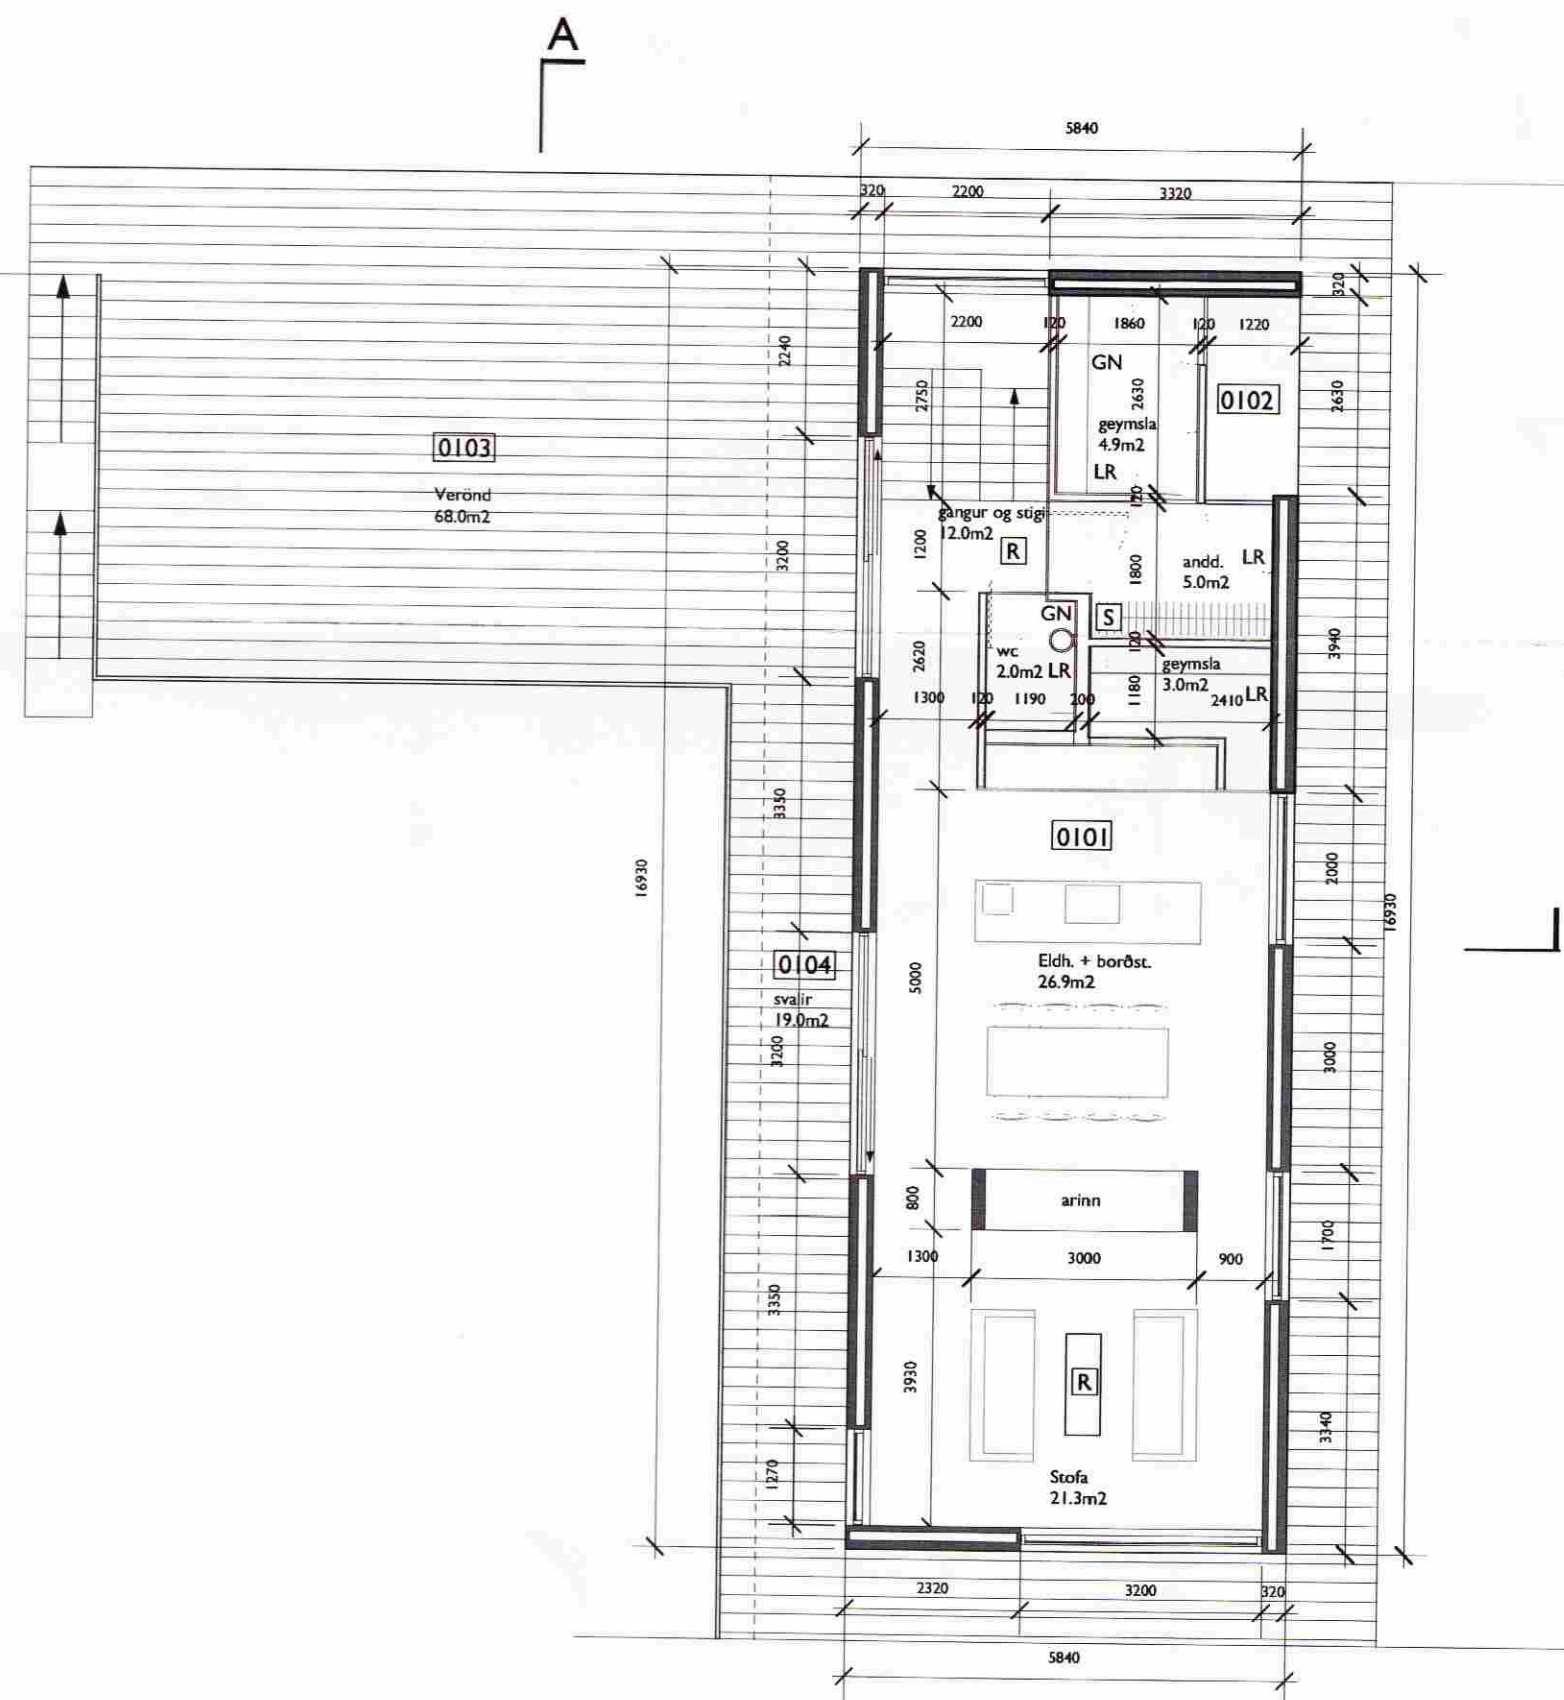 A
5840
320 2200 3320
320
2200 120 1860 120 1220
GN
2240
2750
2630
2630
0102
geymsla
4.9m2
LR
0103
Verönd
68.0m2
120
gangur og stigi
12.0m2
R
1200
3200
1800
andd.
5.0m2
LR
GN
S
120
3940
wc
2.0m2 LR
2620
geymsla
3.0m2
LR
1180
1300 120 1190 200 2410
3350
0101
16930
2000
16930
0104
svalir
19.0m2
Eldh. + borðst.
26.9m2
5000
3200
3000
800
arinn
1700
1300 3000 900
3350
3930
R
3340
1270
Stofa
21.3m2
2320 3200 320
5840